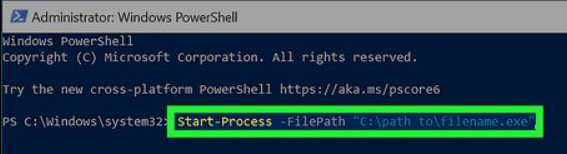 Administrator: Windows PowerShell
Windows PowerShell
Copyright (C) Microsoft Corporation. All rights reserved.
Try the new cross-platform PowerShell https://aka.ms/pscore6
PS C:\Windows\system32> Start-Process -FilePath "C:\path to\filename.exe"